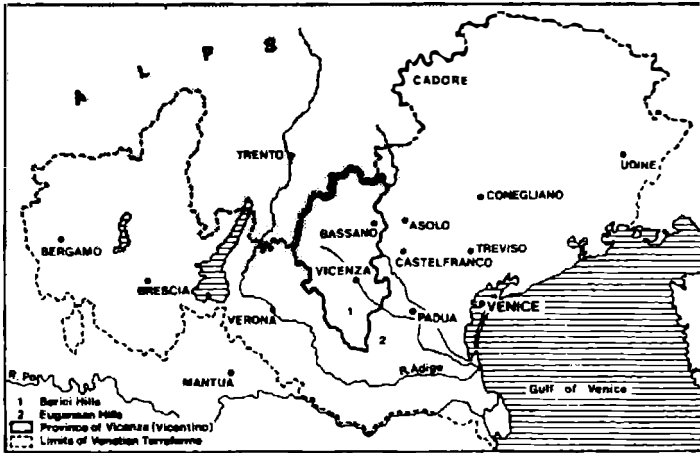 ALPS
CADORE
TRENTO
UDINE
CONEGLIANO
BASSANO
ASOLO
BERGAMO
CASTELFRANCO
TREVISO
VICENZA
BRESCIA
VENICE
VERONA
1
PADUA
2
MANTUA
R. Adige
R. Po
Gulf of Venice
1 Berici Hills
2 Euganean Hills
Province of Vicenza (Vicentino)
Limits of Venetian Terraferma